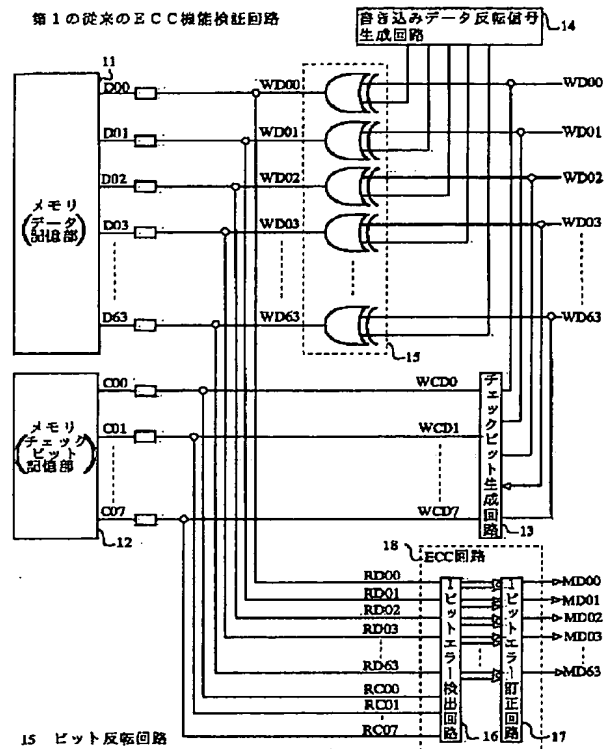 第1の従来のECC機能検証回路
書き込みデータ反転信号
生成回路
14
11
D00
WD00
WD00
D01
WD01
WD01
D02
WD02
WD02
メモリ
(データ
記憶部)
D03
WD03
WD03
D63
WD63
WD63
15
C00
WCD0
メモリ
(チェック
ビット
記憶部)
C01
WCD1
C07
WCD7
チェックビット生成回路
12
13
18
ECC回路
RD00
MD00
RD01
MD01
RD02
MD02
RD03
MD03
RD63
MD63
RC00
RC01
RC07
1ビットエラー検出回路
1ビットエラー訂正回路
16
17
15 ビット反転回路